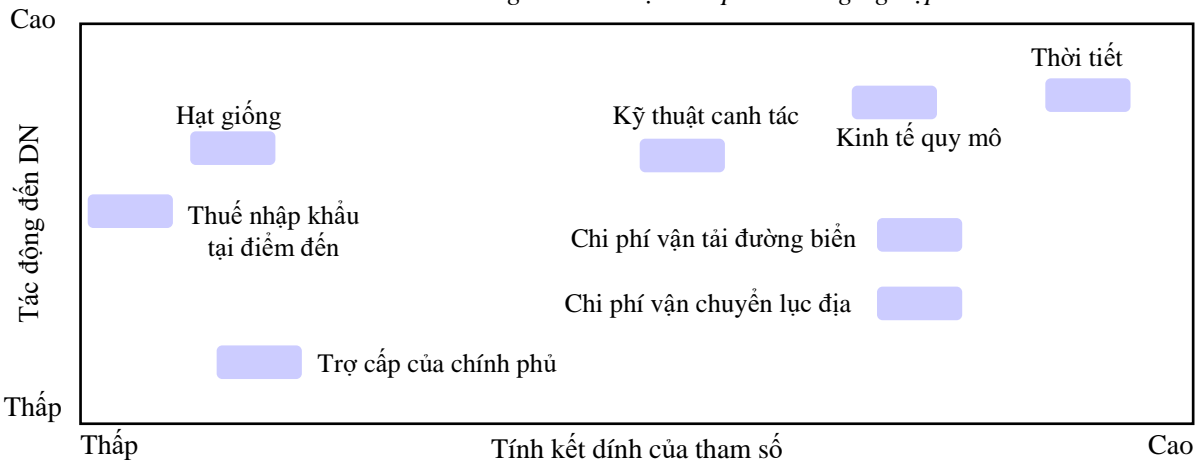 Cao
Thời tiết
Hạt giống
Kỹ thuật canh tác
Kinh tế quy mô
Tác động đến DN
Thuế nhập khẩu
tại điểm đến
Chi phí vận tải đường biển
Chi phí vận chuyển lục địa
Trợ cấp của chính phủ
Thấp
Thấp
Tính kết dính của tham số
Cao